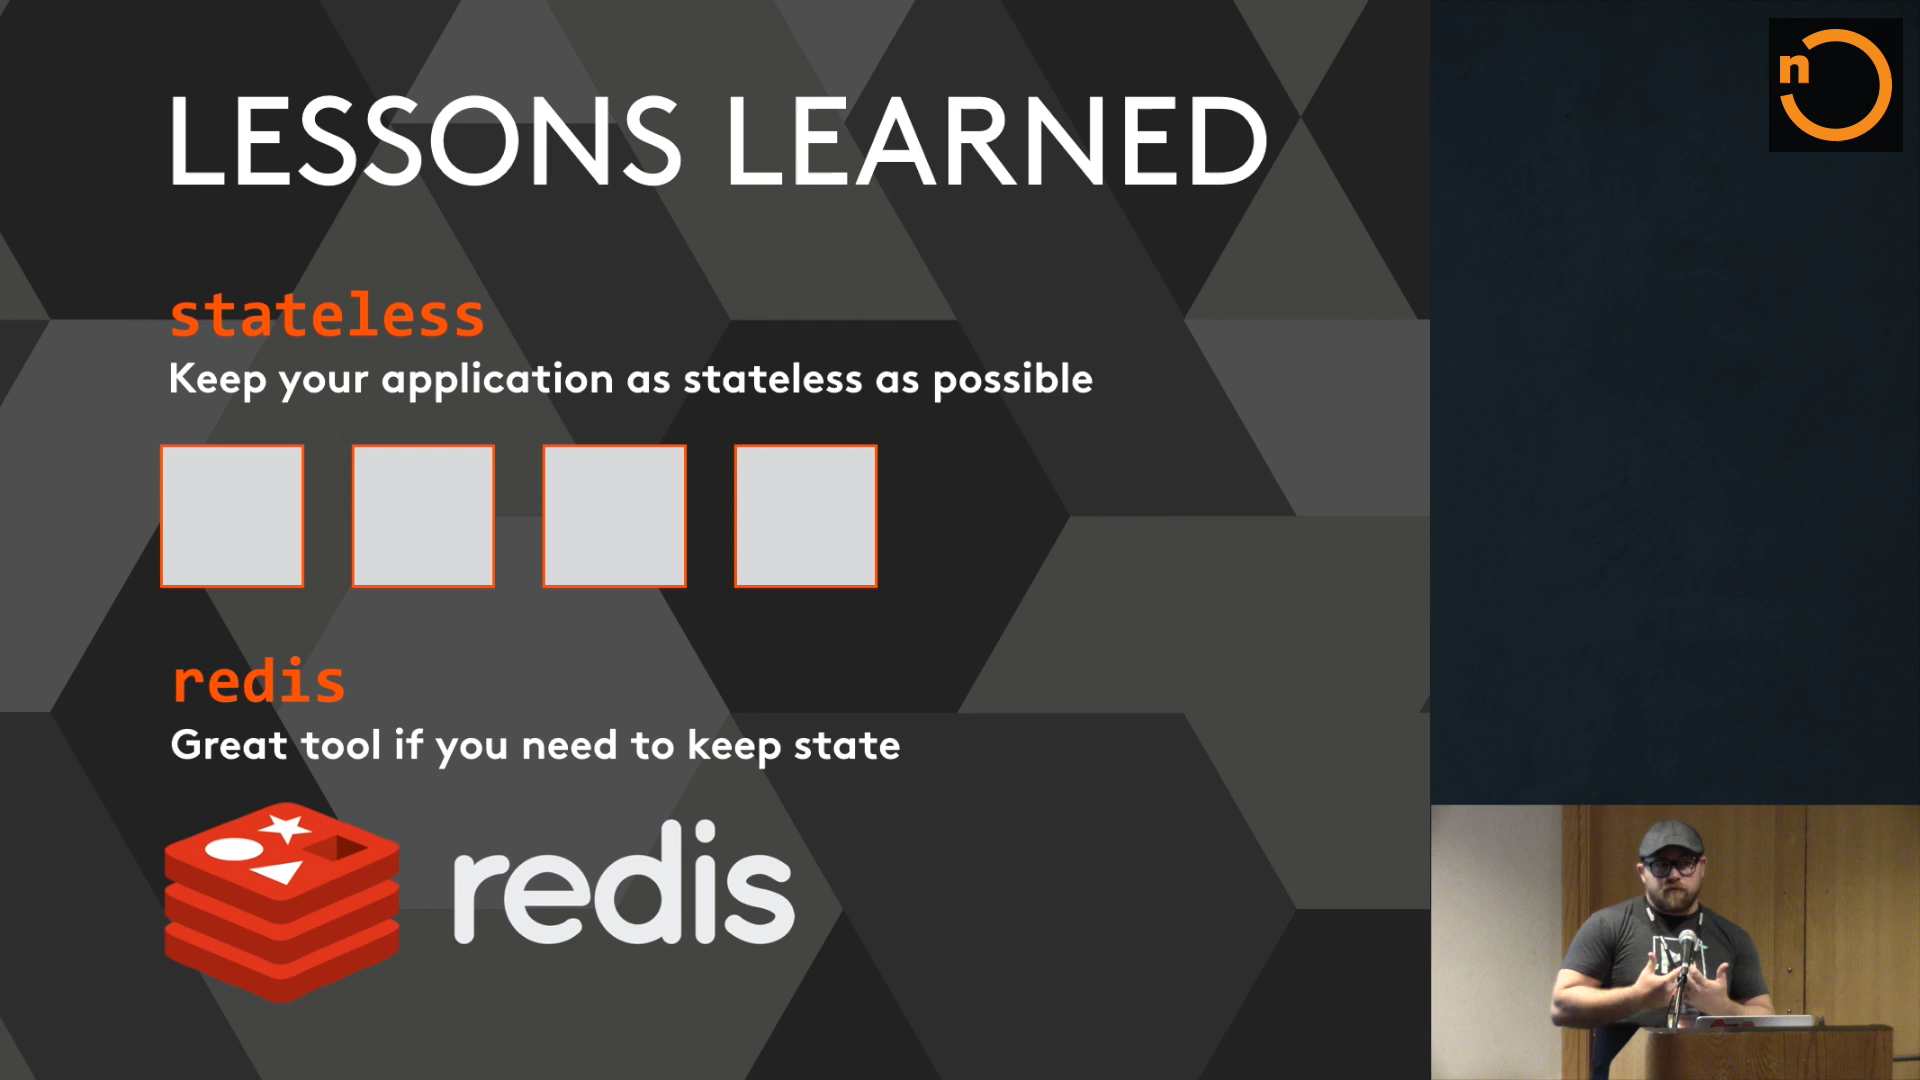 LESSONS LEARNED
n
stateless
Keep your application as stateless as possible
redis
Great tool if you need to keep state
redis